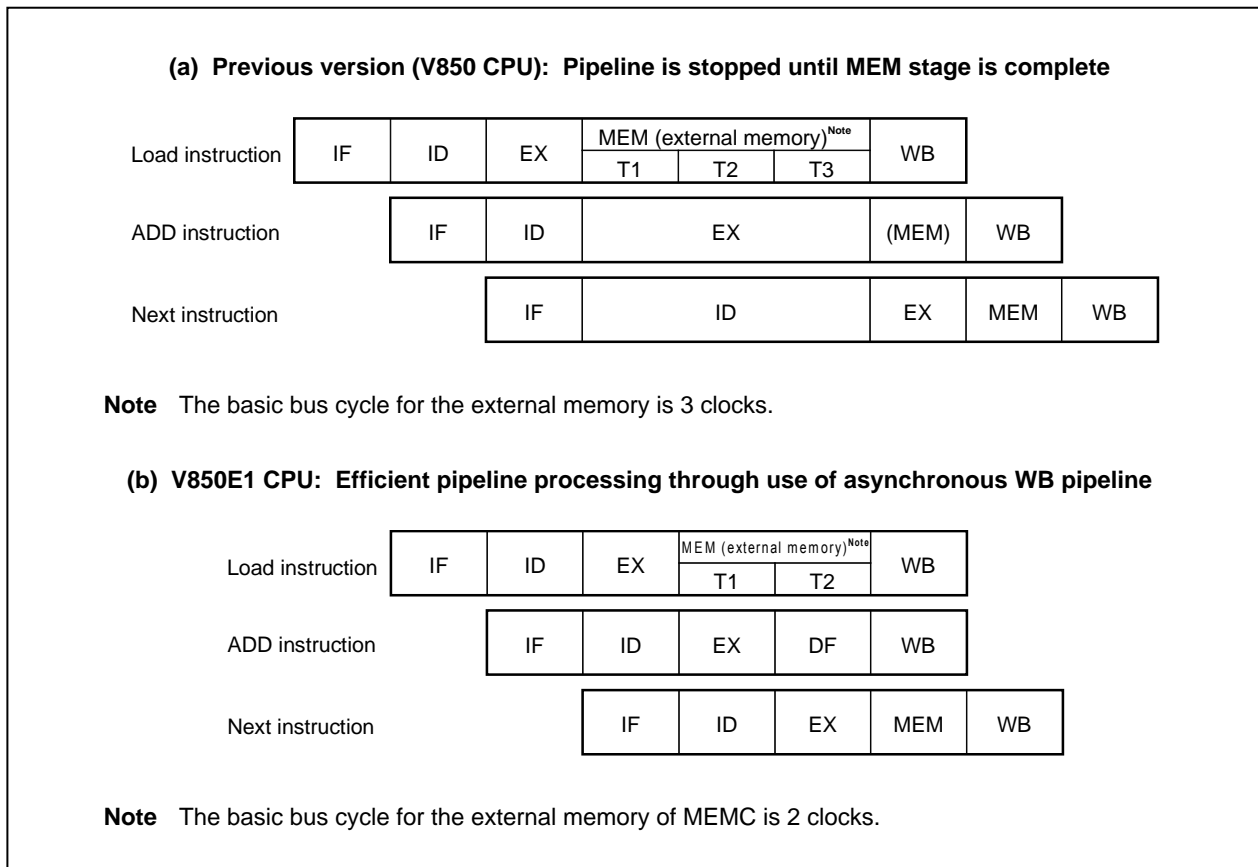 (a) Previous version (V850 CPU): Pipeline is stopped until MEM stage is complete
Load instruction IF ID EX MEM (external memory)Note WB
T1 T2 T3
ADD instruction IF ID EX (MEM) WB
Next instruction IF ID EX MEM WB
Note The basic bus cycle for the external memory is 3 clocks.
(b) V850E1 CPU: Efficient pipeline processing through use of asynchronous WB pipeline
Load instruction IF ID EX MEM (external memory)Note WB
T1 T2
ADD instruction IF ID EX DF WB
Next instruction IF ID EX MEM WB
Note The basic bus cycle for the external memory of MEMC is 2 clocks.